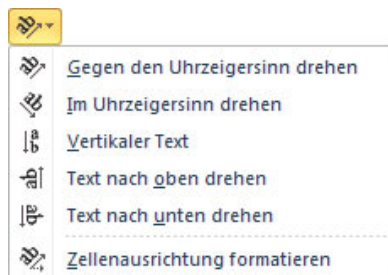 Gegen den Uhrzeigersinn drehen
Im Uhrzeigersinn drehen
Vertikaler Text
Text nach oben drehen
Text nach unten drehen
Zellenausrichtung formatieren